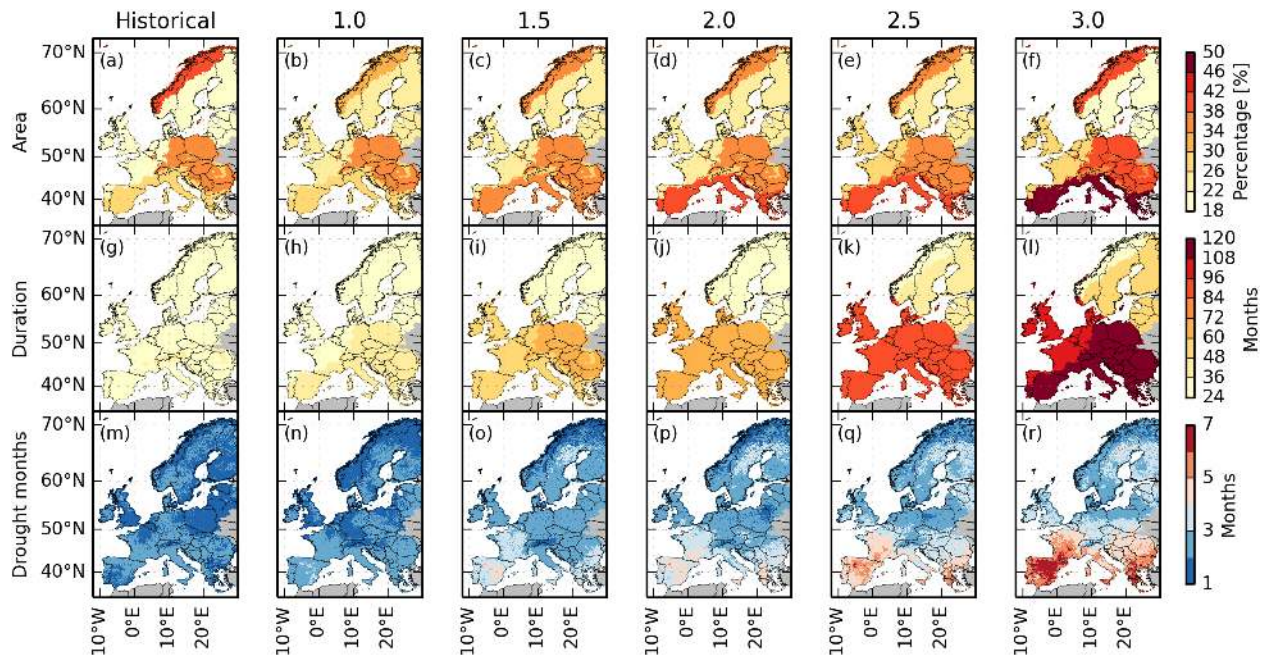 Historical 1.0 1.5 2.0 2.5 3.0
Area
70°N
60°N
50°N
40°N
(a) (b) (c) (d) (e) (f)
50
46
42
38
34
30
26
22
18
Percentage [%]
Duration
70°N
60°N
50°N
40°N
(g) (h) (i) (j) (k) (l)
120
108
96
84
72
60
48
36
24
Months
Drought months
70°N
60°N
50°N
40°N
(m) (n) (o) (p) (q) (r)
7
5
3
1
Months
10°W 0°E 10°E 20°E 10°W 0°E 10°E 20°E 10°W 0°E 10°E 20°E 10°W 0°E 10°E 20°E 10°W 0°E 10°E 20°E 10°W 0°E 10°E 20°E